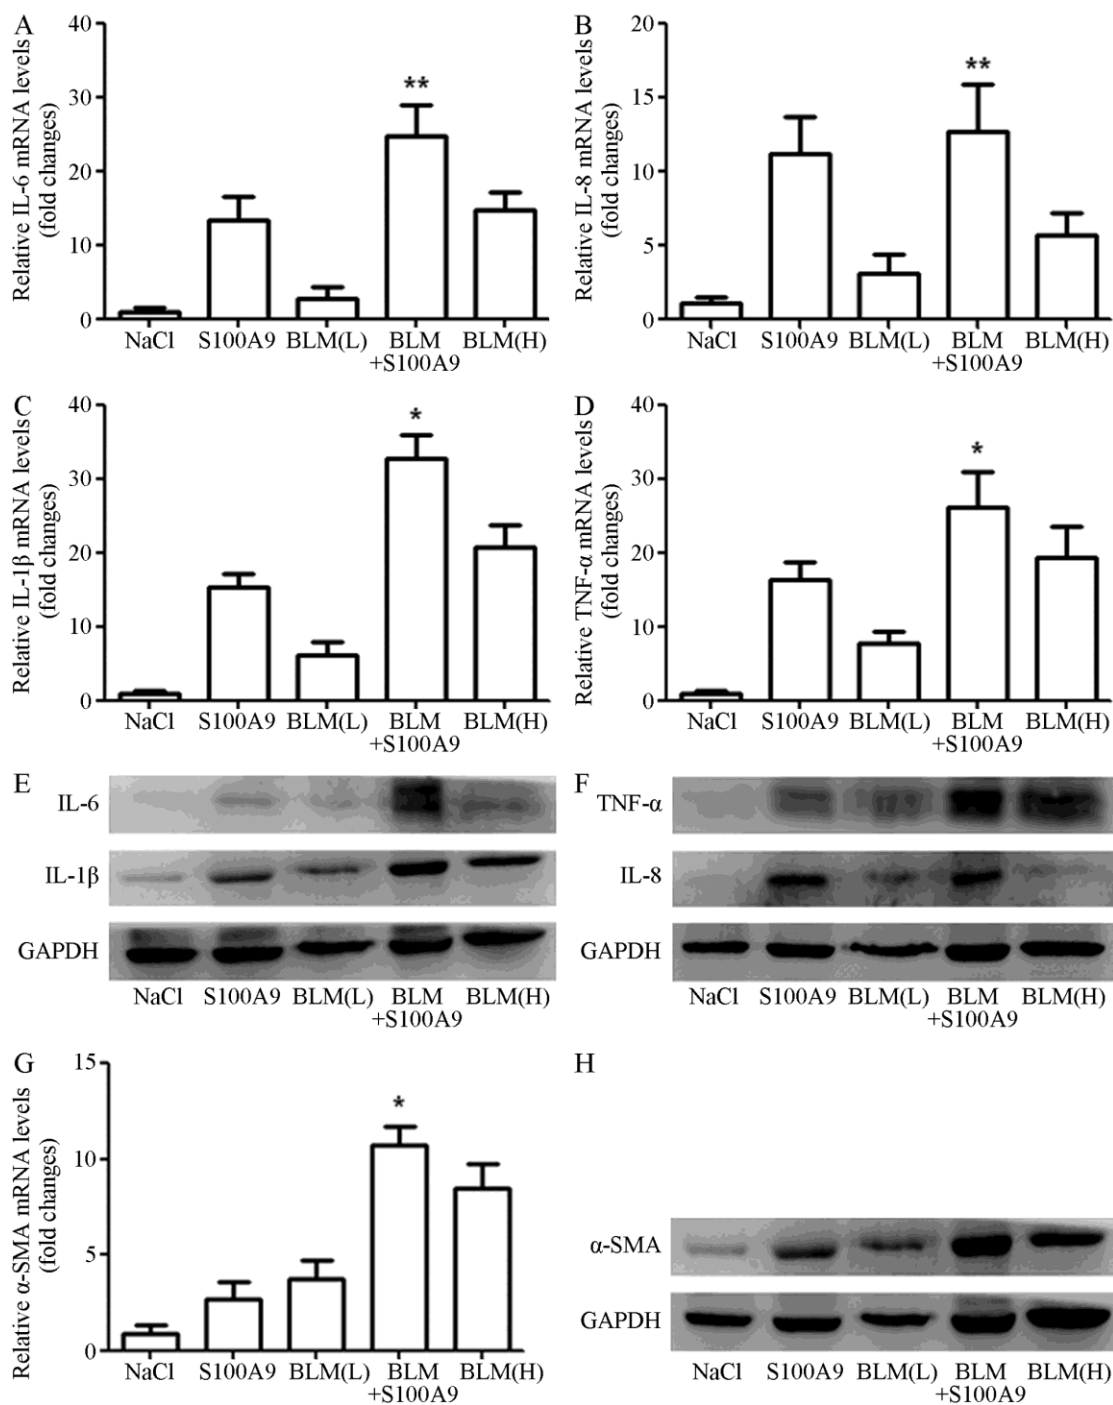 A
Relative IL-6 mRNA levels
(fold changes)
40
30
20
10
0
**
NaCl S100A9 BLM(L) BLM BLM(H)
+S100A9
B
Relative IL-8 mRNA levels
(fold changes)
20
15
10
5
0
**
NaCl S100A9 BLM(L) BLM BLM(H)
+S100A9
C
Relative IL-1β mRNA levels
(fold changes)
40
30
20
10
0
*
NaCl S100A9 BLM(L) BLM BLM(H)
+S100A9
D
Relative TNF-α mRNA levels
(fold changes)
40
30
20
10
0
*
NaCl S100A9 BLM(L) BLM BLM(H)
+S100A9
E
IL-6
IL-1β
GAPDH
NaCl S100A9 BLM(L) BLM BLM(H)
+S100A9
F
TNF-α
IL-8
GAPDH
NaCl S100A9 BLM(L) BLM BLM(H)
+S100A9
G
Relative α-SMA mRNA levels
(fold changes)
15
10
5
0
*
NaCl S100A9 BLM(L) BLM BLM(H)
+S100A9
H
α-SMA
GAPDH
NaCl S100A9 BLM(L) BLM BLM(H)
+S100A9